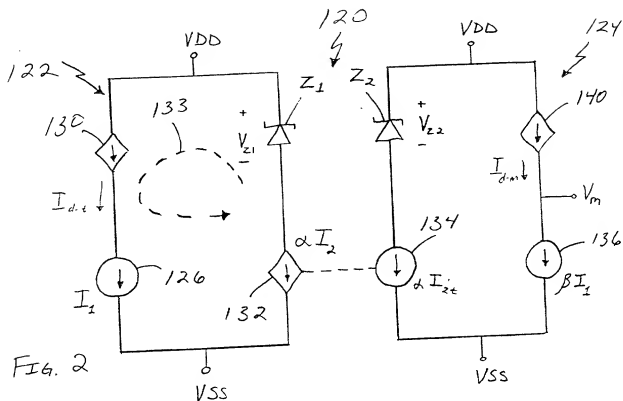 120
VDD
VDD
124
122
133
Z1
Z2
140
130
+
Vz1
-
+
Vz2
-
Id-t
Id-m
Vm
αI2
134
136
I1
126
132
αI2t
βI1
FIG. 2
VSS
VSS